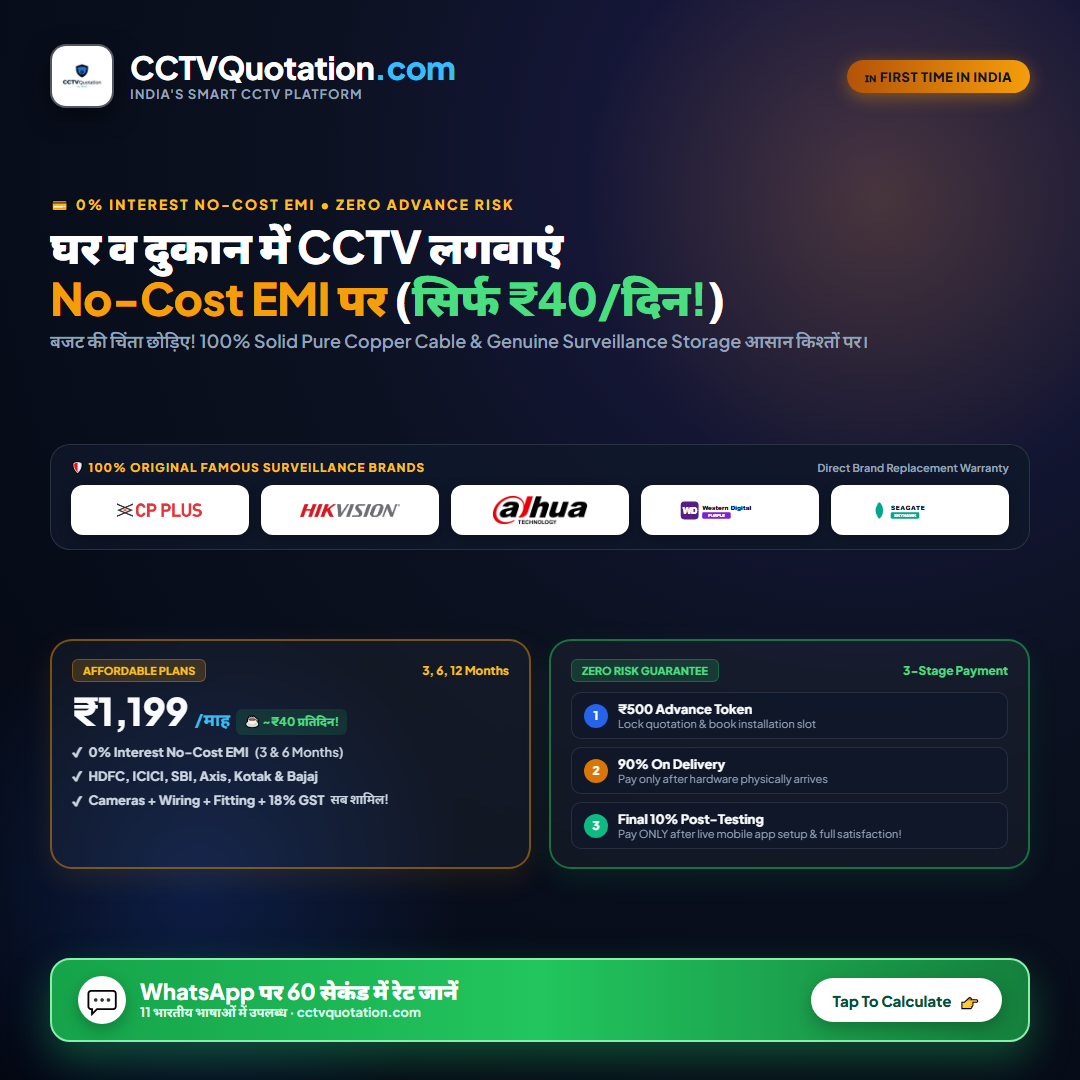 CCTVQuotation
CCTVQuotation.com
INDIA'S SMART CCTV PLATFORM
IN FIRST TIME IN INDIA
0% INTEREST NO-COST EMI • ZERO ADVANCE RISK
घर व दुकान में CCTV लगवाएं
No-Cost EMI पर (सिर्फ ₹40/दिन!)
बजट की चिंता छोड़िए! 100% Solid Pure Copper Cable & Genuine Surveillance Storage आसान किश्तों पर।
100% ORIGINAL FAMOUS SURVEILLANCE BRANDS
Direct Brand Replacement Warranty
CP PLUS
HIKVISION
alhua
TECHNOLOGY
WD Western Digital
PURPLE
SEAGATE
SKYHAWK
AFFORDABLE PLANS
3, 6, 12 Months
₹1,199 /माह ~₹40 प्रतिदिन!
✔ 0% Interest No-Cost EMI (3 & 6 Months)
✔ HDFC, ICICI, SBI, Axis, Kotak & Bajaj
✔ Cameras + Wiring + Fitting + 18% GST सब शामिल!
ZERO RISK GUARANTEE
3-Stage Payment
1 ₹500 Advance Token
Lock quotation & book installation slot
2 90% On Delivery
Pay only after hardware physically arrives
3 Final 10% Post-Testing
Pay ONLY after live mobile app setup & full satisfaction!
WhatsApp पर 60 सेकंड में रेट जानें
11 भारतीय भाषाओं में उपलब्ध · cctvquotation.com
Tap To Calculate